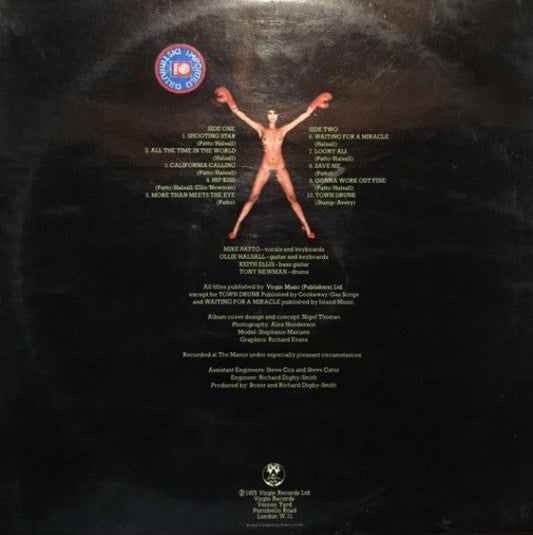 IMPORTED
DISTRIBUTED
SIDE ONE
1. SHOOTING STAR
(Patto/Halsall)
2. ALL THE TIME IN THE WORLD
(Halsall)
3. CALIFORNIA CALLING
(Patto/Halsall)
4. HIP KISS
(Patto/Halsall/Ellis/Newman)
5. MORE THAN MEETS THE EYE
(Patto)
SIDE TWO
6. WAITING FOR A MIRACLE
(Halsall)
7. LOONY ALI
(Patto/Halsall)
8. SAVE ME
(Patto)
9. GONNA WORK OUT FINE
(Patto/Halsall)
10. TOWN DRUNK
(Stamp/Avery)
MIKE PATTO–vocals and keyboards
OLLIE HALSALL–guitar and keyboards
KEITH ELLIS–bass guitar
TONY NEWMAN–drums
All titles published by Virgin Music (Publishers) Ltd
except for TOWN DRUNK Published by Cookaway-Gas Songs
and WAITING FOR A MIRACLE published by Island Music.
Album cover design and concept: Nigel Thomas
Photography: Alex Henderson
Model: Stephanie Mariann
Graphics: Richard Evans
Recorded at The Manor under especially pleasant circumstances.
Assistant Engineers: Steve Cox and Steve Cater
Engineer: Richard Digby-Smith
Produced by: Boxer and Richard Digby-Smith
℗ 1975 Virgin Records Ltd
Virgin Records
Vernon Yard
Portobello Road
London W.11.